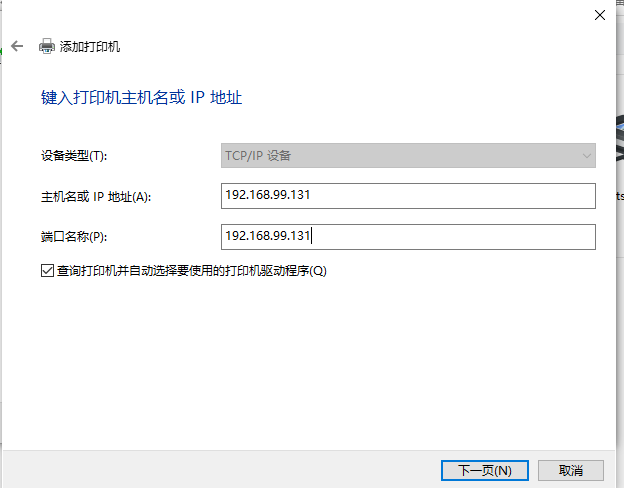 添加打印机
键入打印机主机名或 IP 地址
设备类型(T):
TCP/IP 设备
主机名或 IP 地址(A):
192.168.99.131
端口名称(P):
192.168.99.131
查询打印机并自动选择要使用的打印机驱动程序(Q)
下一页(N)
取消